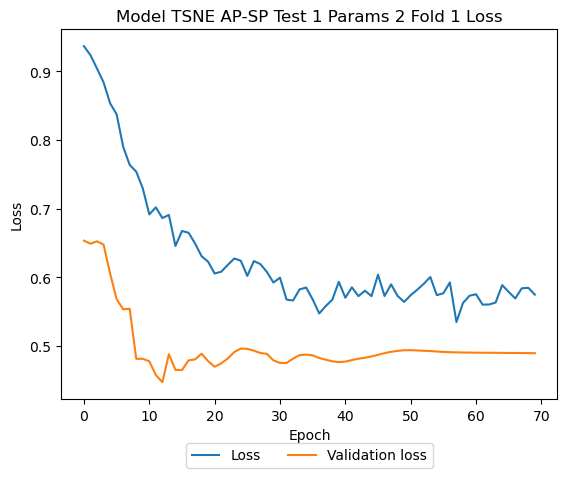 Model TSNE AP-SP Test 1 Params 2 Fold 1 Loss
0.9
0.8
0.7
0.6
0.5
Loss
0 10 20 30 40 50 60 70
Epoch
Loss Validation loss